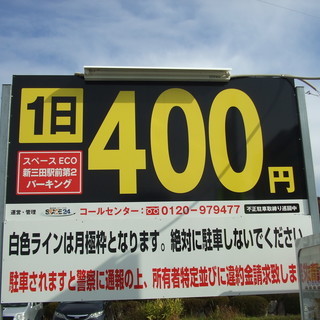 1日
400円
スペースECO
新三田駅前第2
パーキング
運営・管理
コールセンター: 0120-979477
不正駐車取締り巡回中
白色ラインは月極枠となります。絶対に駐車しないでください
駐車されますと警察に通報の上、所有者特定並びに違約金請求致しま